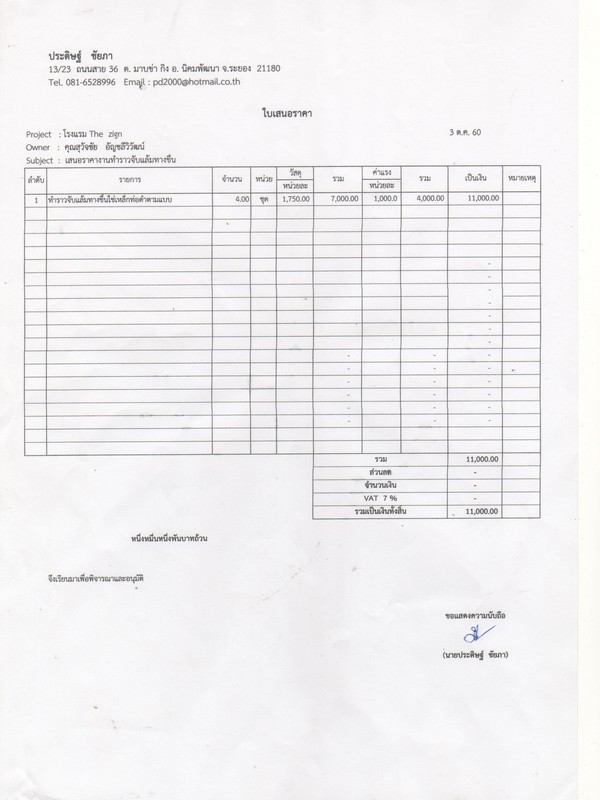 ประดิษฐ์ ชัยภา
13/23 ถนนสาย 36 ต. มาบข่า กิง อ. นิคมพัฒนา จ.ระยอง 21180
Tel. 081-6528996 Email : pd2000@hotmail.co.th
ใบเสนอราคา
3 ต.ค. 60
Project : โรงแรม The zign
Owner : คุณสุวัจชัย อัญชลีวิวัฒน์
Subject : เสนอราคางานทำราวจับแล้มทางขึ้น
ลำดับ รายการ จำนวน หน่วย วัสดุ หน่วยละ รวม ค่าแรง หน่วยละ รวม เป็นเงิน หมายเหตุ
1 ทำราวจับแล้มทางขึ้นใช่เหล็กท่อดำตามแบบ 4.00 ชุด 1,750.00 7,000.00 1,000.0 4,000.00 11,000.00
-
-
-
-
-
-
-
- - -
- - -
- - -
- - -
- - -
- - -
รวม 11,000.00
ส่วนลด -
จำนวนเงิน -
VAT 7 % -
รวมเป็นเงินทั้งสิ้น 11,000.00
หนึ่งหมื่นหนึ่งพันบาทถ้วน
จึงเรียนมาเพื่อพิจารณาและอนุมัติ
ขอแสดงความนับถือ
(นายประดิษฐ์ ชัยภา)